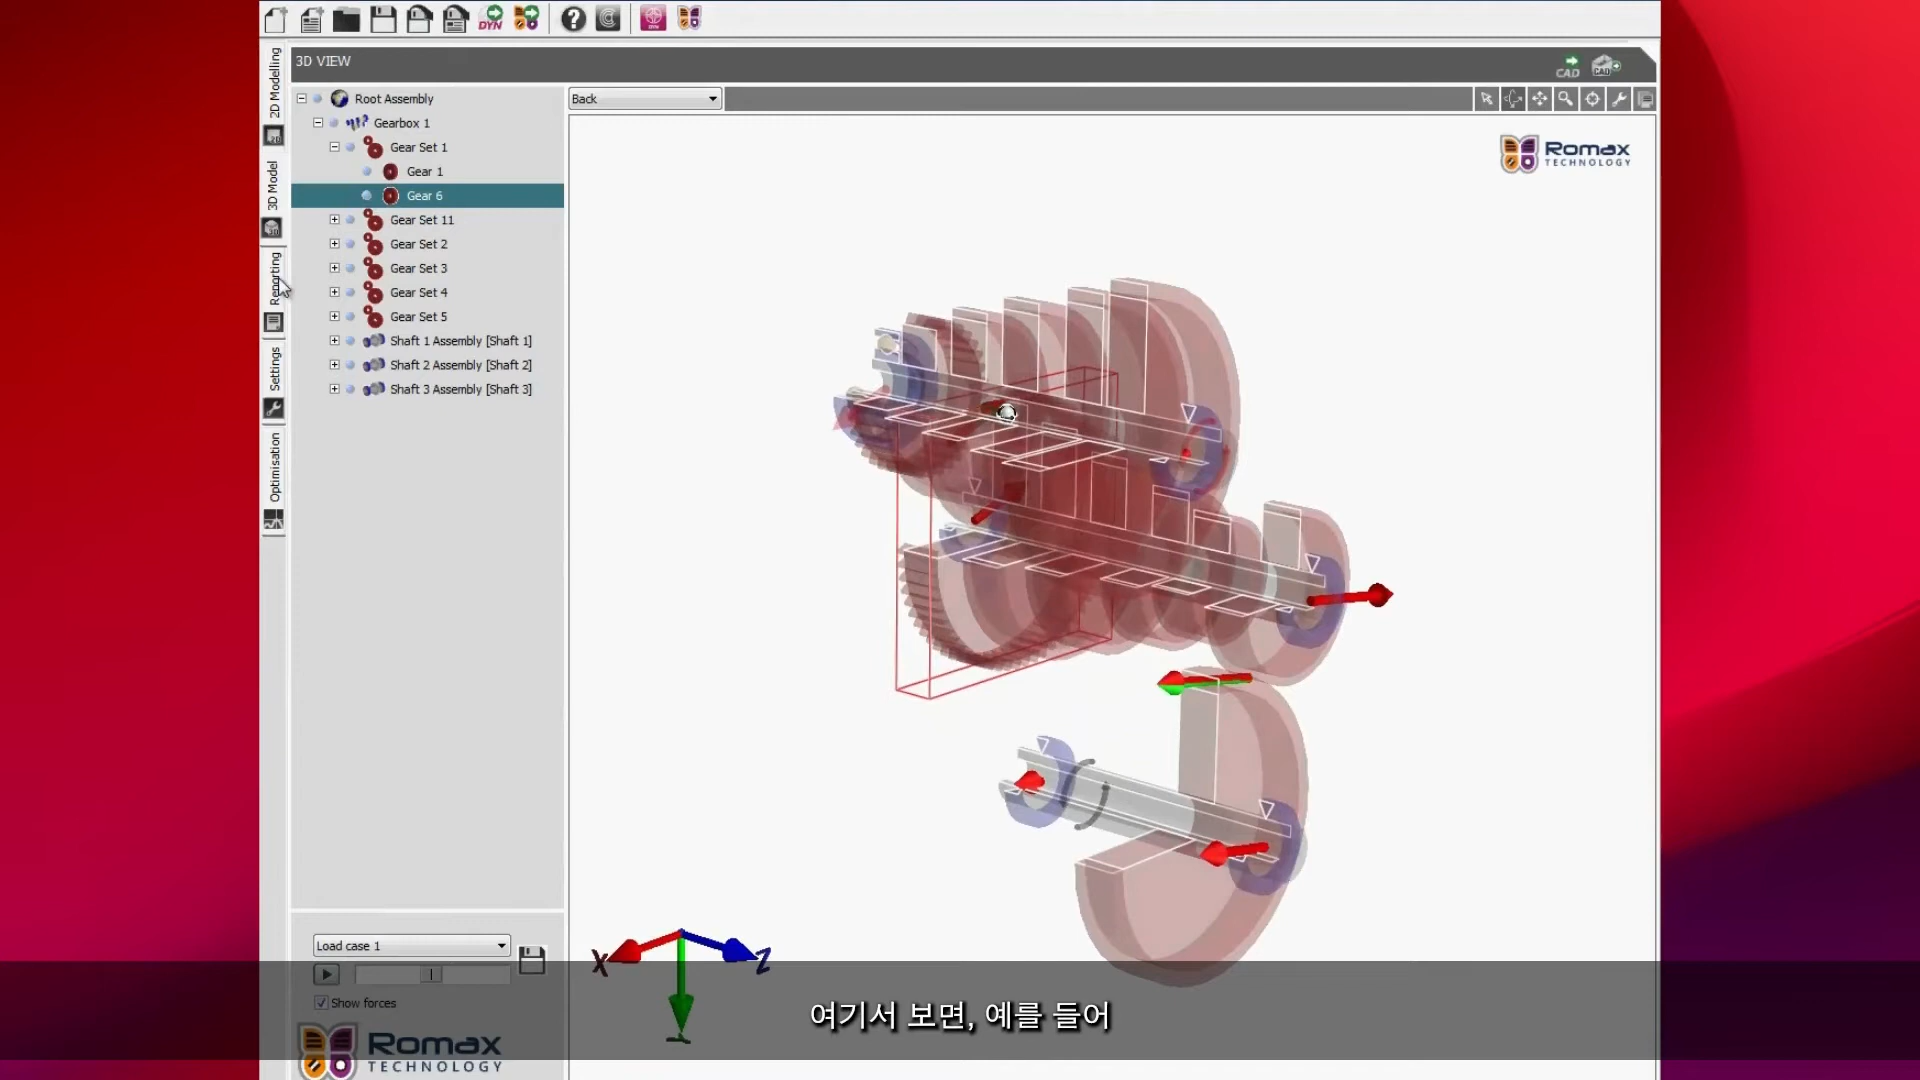 DYN
3D VIEW
CAD
CAD
2D Modelling
2D
3D Model
3D
Reporting
Settings
Optimisation
Root Assembly
Gearbox 1
Gear Set 1
Gear 1
Gear 6
Gear Set 11
Gear Set 2
Gear Set 3
Gear Set 4
Gear Set 5
Shaft 1 Assembly [Shaft 1]
Shaft 2 Assembly [Shaft 2]
Shaft 3 Assembly [Shaft 3]
Back
Romax
TECHNOLOGY
Load case 1
Show forces
Romax
TECHNOLOGY
X
Z
여기서 보면, 예를 들어